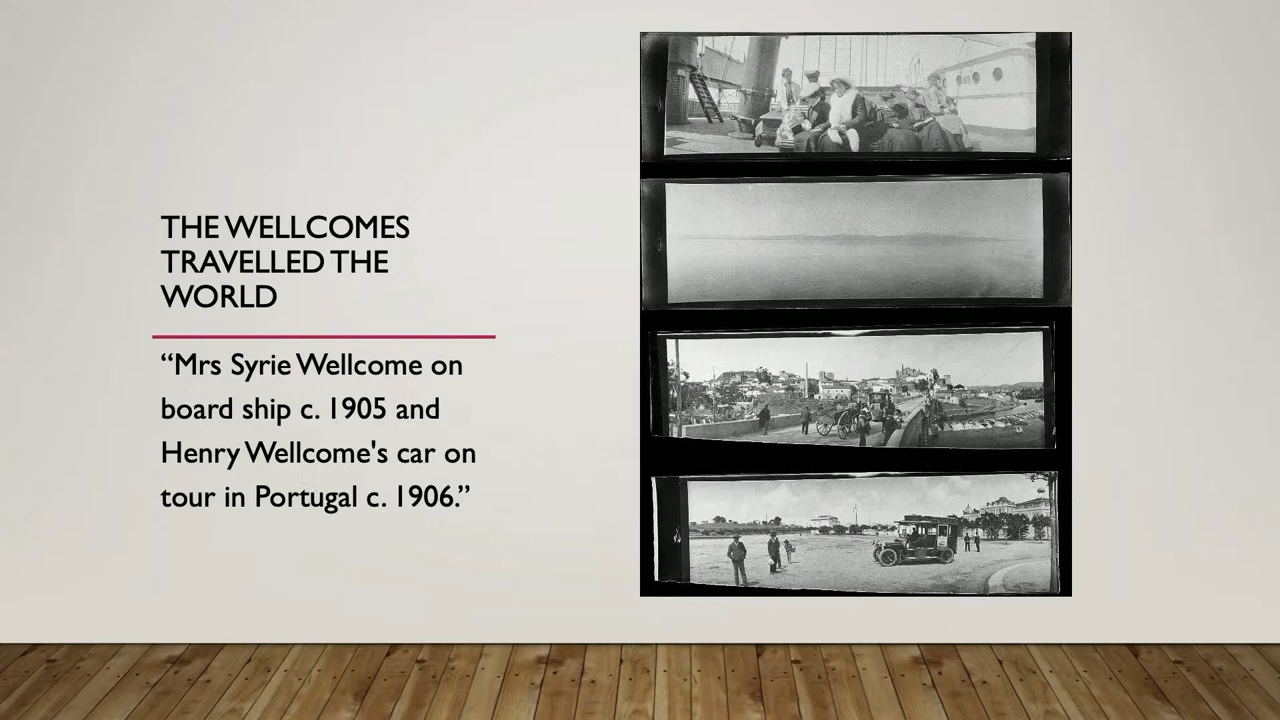 THE WELLCOMES
TRAVELLED THE
WORLD
“Mrs Syrie Wellcome on
board ship c. 1905 and
Henry Wellcome's car on
tour in Portugal c. 1906.”